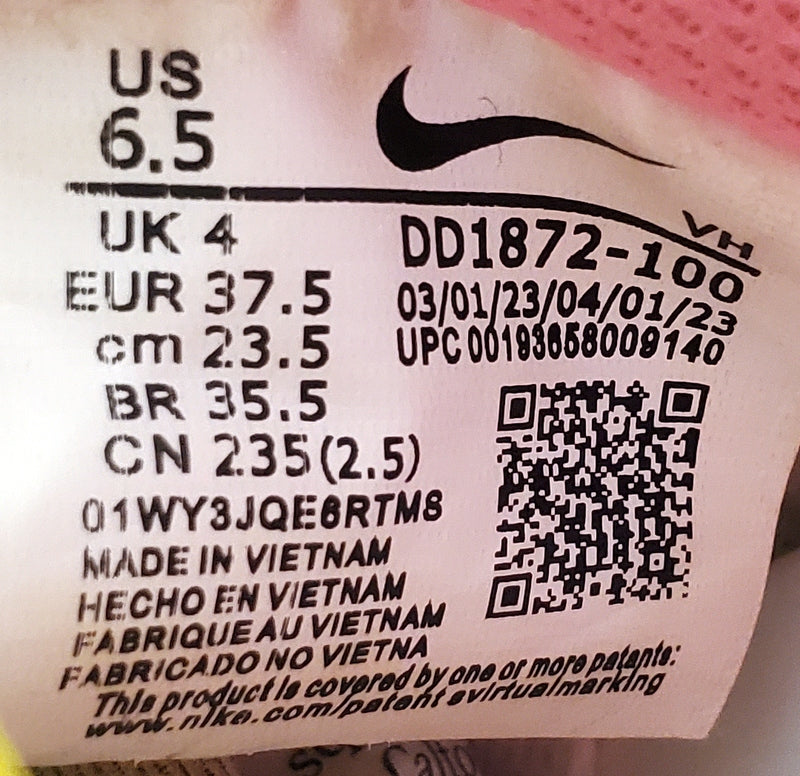 US
6.5
VH
UK 4
EUR 37.5
cm 23.5
BR 35.5
CN 235(2.5)
DD1872-100
03/01/23/04/01/23
UPC 00193658009140
01WY3JQE6RTM8
MADE IN VIETNAM
HECHO EN VIETNAM
FABRIQUE AU VIETNAM
FABRICADO NO VIETNA
This product is covered by one or more patents:
www.nike.com/patentsvirtualmarking